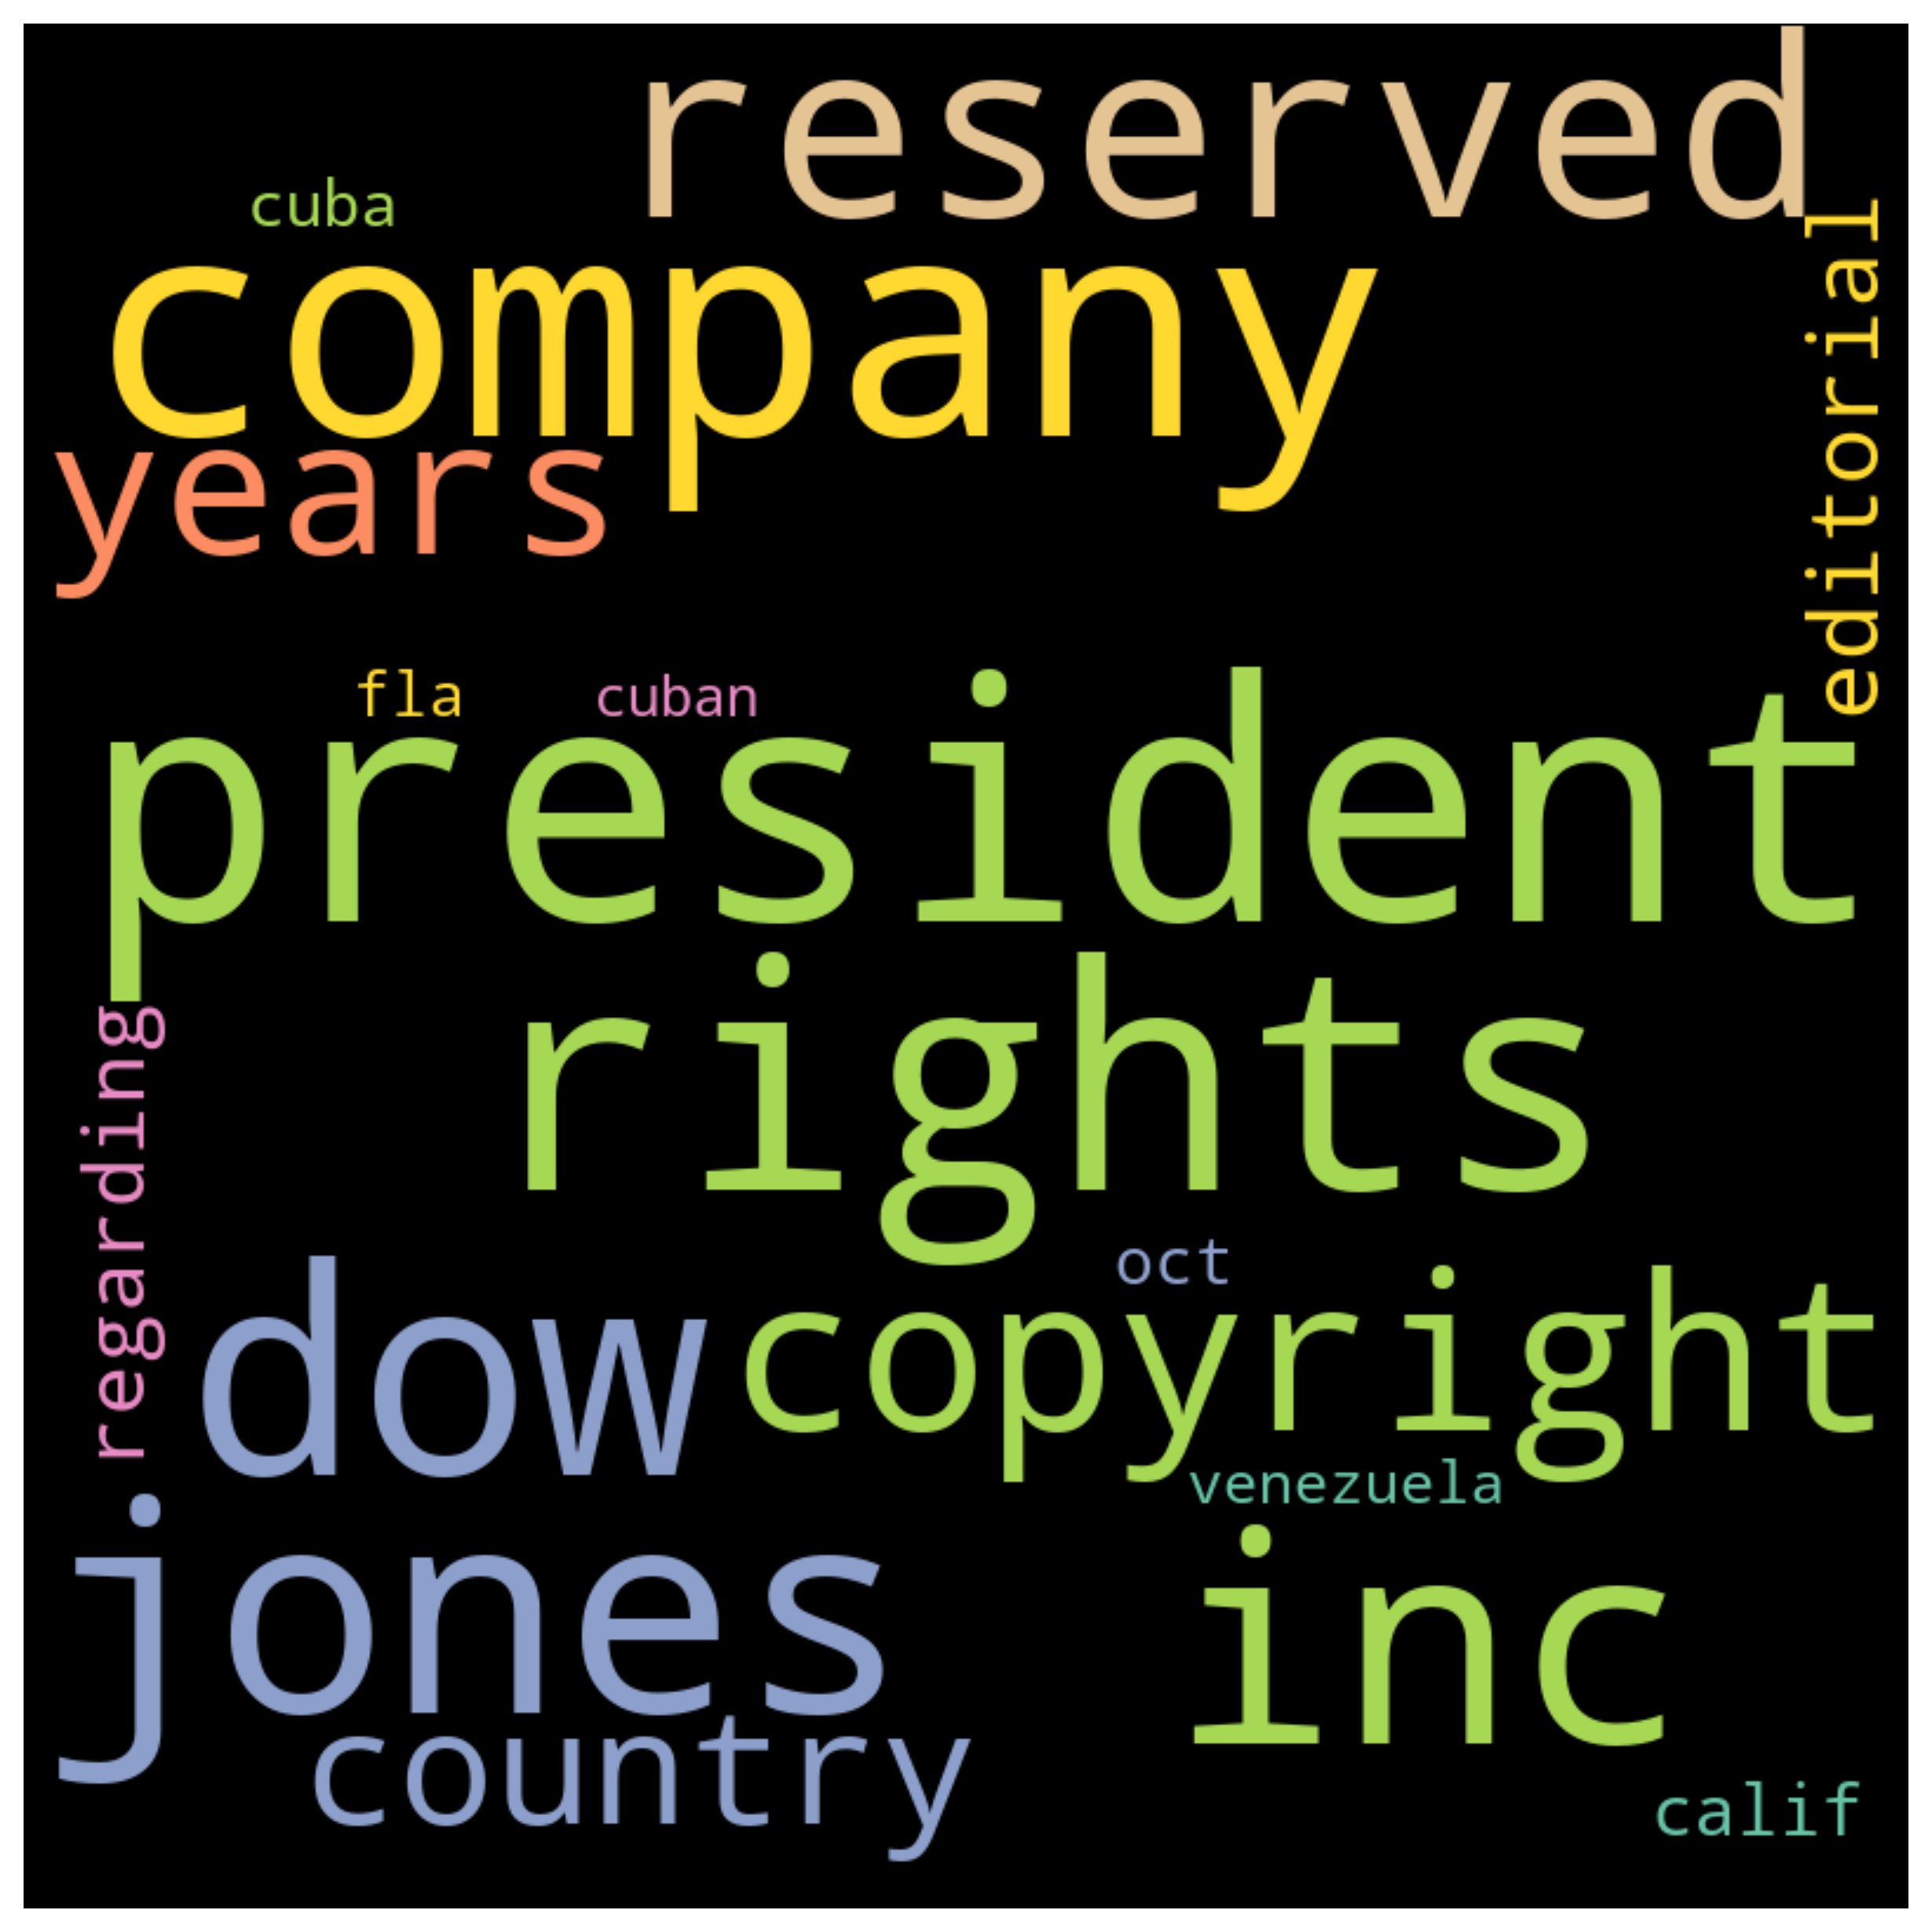 reserved
cuba
company
editorial
years
fla
cuban
president
rights
regarding
oct
dow
copyright
venezuela
jones
inc
country
calif